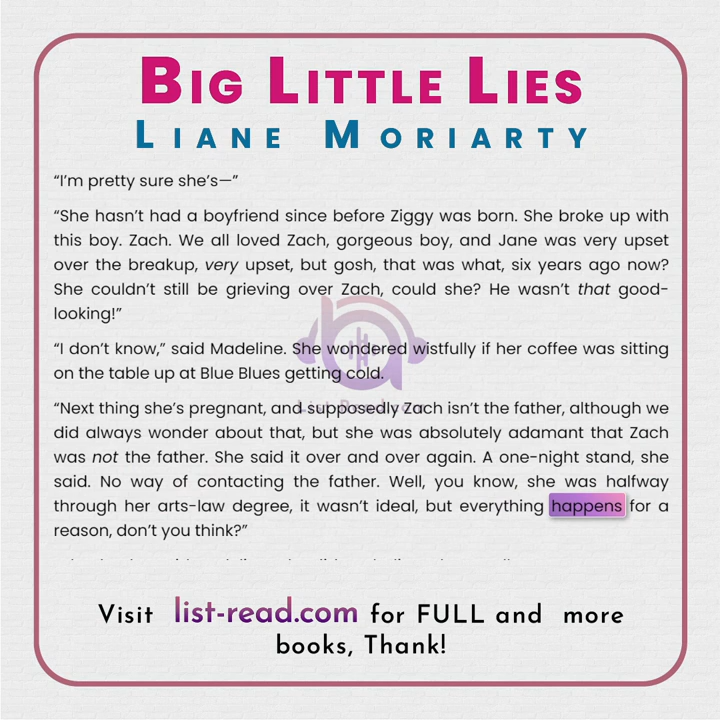 BIG LITTLE LIES
LIANE MORIARTY
“I’m pretty sure she’s—”
“She hasn’t had a boyfriend since before Ziggy was born. She broke up with
this boy. Zach. We all loved Zach, gorgeous boy, and Jane was very upset
over the breakup, very upset, but gosh, that was what, six years ago now?
She couldn’t still be grieving over Zach, could she? He wasn’t that good-
looking!”
“I don’t know,” said Madeline. She wondered wistfully if her coffee was sitting
on the table up at Blue Blues getting cold.
“Next thing she’s pregnant, and supposedly Zach isn’t the father, although we
did always wonder about that, but she was absolutely adamant that Zach
was not the father. She said it over and over again. A one-night stand, she
said. No way of contacting the father. Well, you know, she was halfway
through her arts-law degree, it wasn’t ideal, but everything happens for a
reason, don’t you think?”
Visit list-read.com for FULL and more
books, Thank!